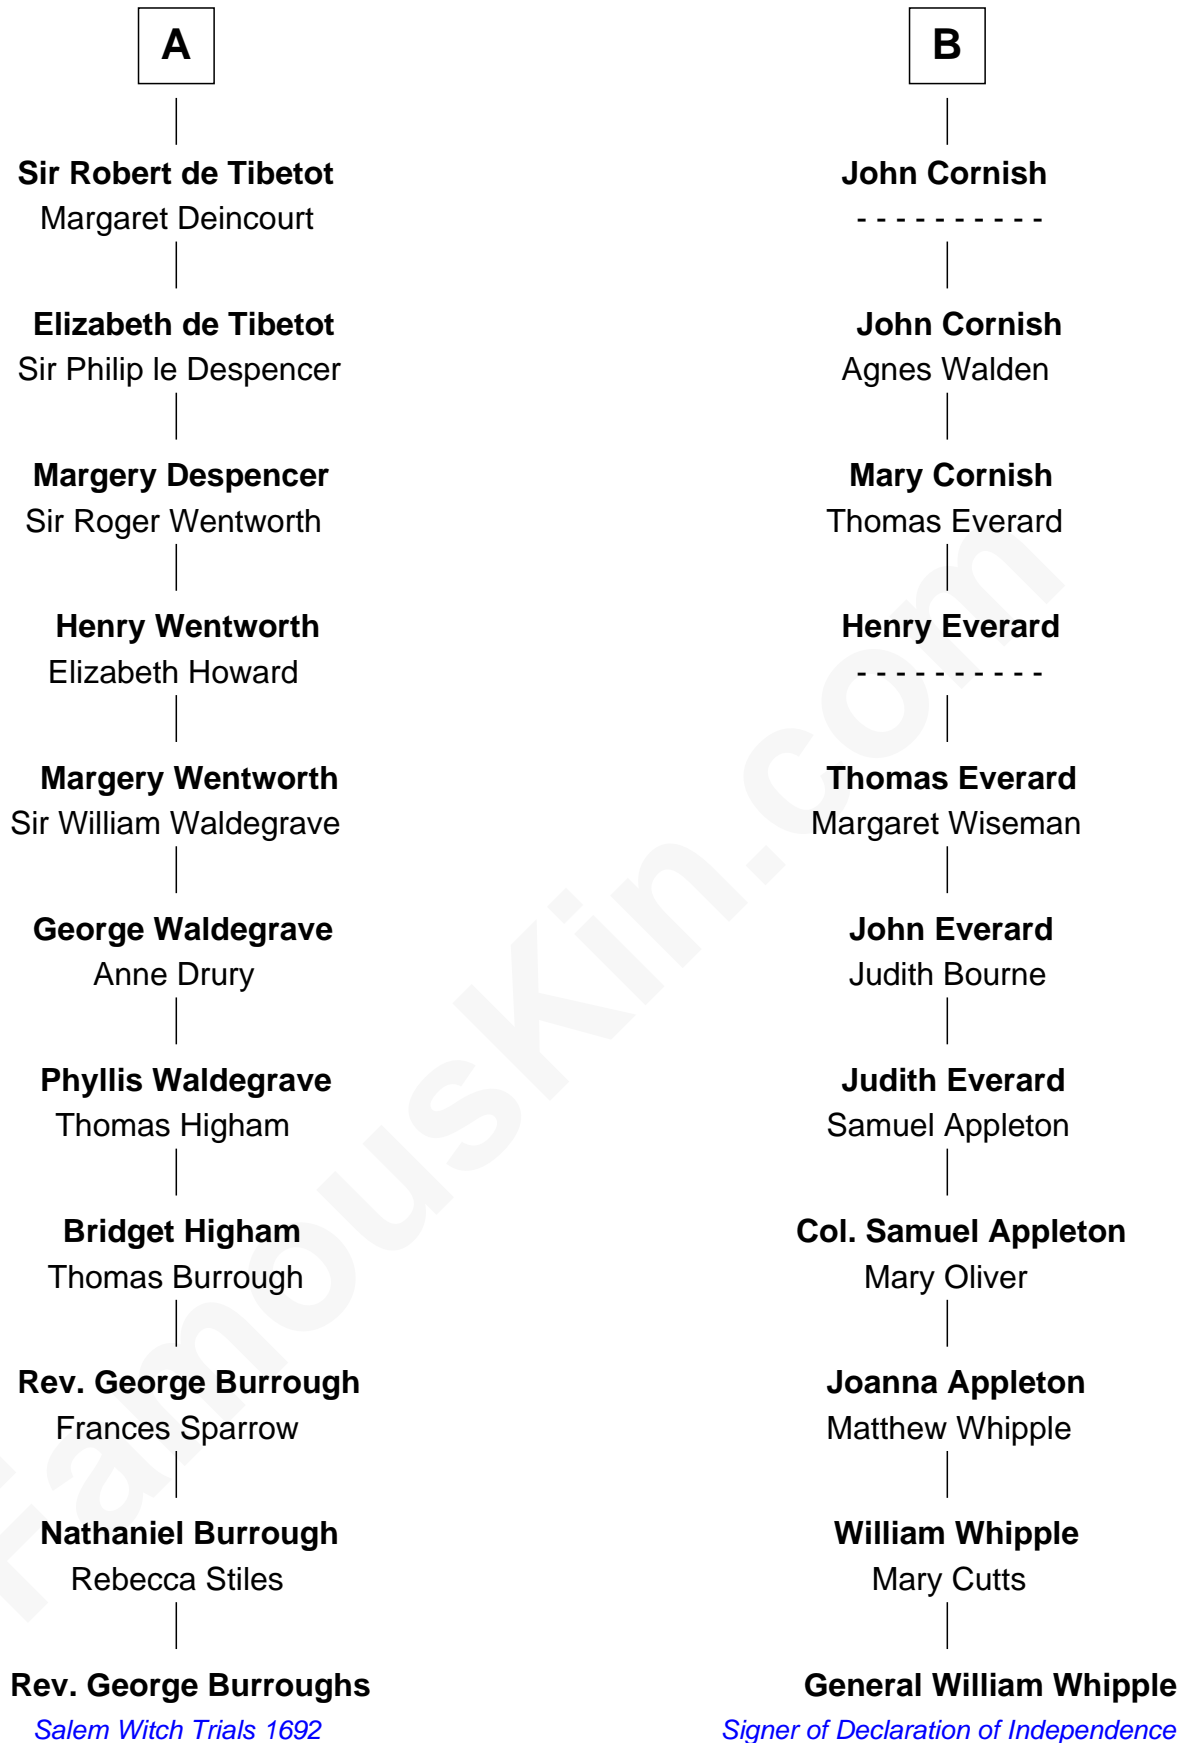 A
Sir Robert de Tibetot
Margaret Deincourt
Elizabeth de Tibetot
Sir Philip le Despencer
Margery Despencer
Sir Roger Wentworth
Henry Wentworth
Elizabeth Howard
Margery Wentworth
Sir William Waldegrave
George Waldegrave
Anne Drury
Phyllis Waldegrave
Thomas Higham
Bridget Higham
Thomas Burrough
Rev. George Burrough
Frances Sparrow
Nathaniel Burrough
Rebecca Stiles
Rev. George Burroughs
Salem Witch Trials 1692
B
John Cornish
- - - - - - - - - -
John Cornish
Agnes Walden
Mary Cornish
Thomas Everard
Henry Everard
- - - - - - - - - -
Thomas Everard
Margaret Wiseman
John Everard
Judith Bourne
Judith Everard
Samuel Appleton
Col. Samuel Appleton
Mary Oliver
Joanna Appleton
Matthew Whipple
William Whipple
Mary Cutts
General William Whipple
Signer of Declaration of Independence
FamousKin.com